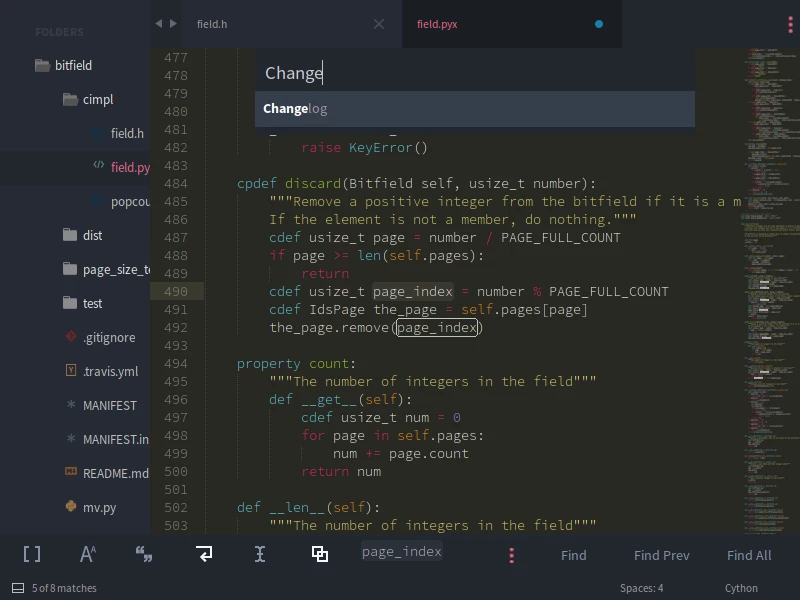 FOLDERS
bitfield
cimpl
field.h
field.py
popcou
dist
page_size_t
test
.gitignore
.travis.yml
MANIFEST
MANIFEST.in
README.md
mv.py
field.h
field.pyx
Change
Changelog
477
478
479
480
481
482 raise KeyError()
483
484 cpdef discard(Bitfield self, usize_t number):
485 """Remove a positive integer from the bitfield if it is a m
486 If the element is not a member, do nothing."""
487 cdef usize_t page = number / PAGE_FULL_COUNT
488 if page >= len(self.pages):
489 return
490 cdef usize_t page_index = number % PAGE_FULL_COUNT
491 cdef IdsPage the_page = self.pages[page]
492 the_page.remove(page_index)
493
494 property count:
495 """The number of integers in the field"""
496 def __get__(self):
497 cdef usize_t num = 0
498 for page in self.pages:
499 num += page.count
500 return num
501
502 def __len__(self):
503 """The number of integers in the field"""
page_index
Find
Find Prev
Find All
5 of 8 matches
Spaces: 4
Cython